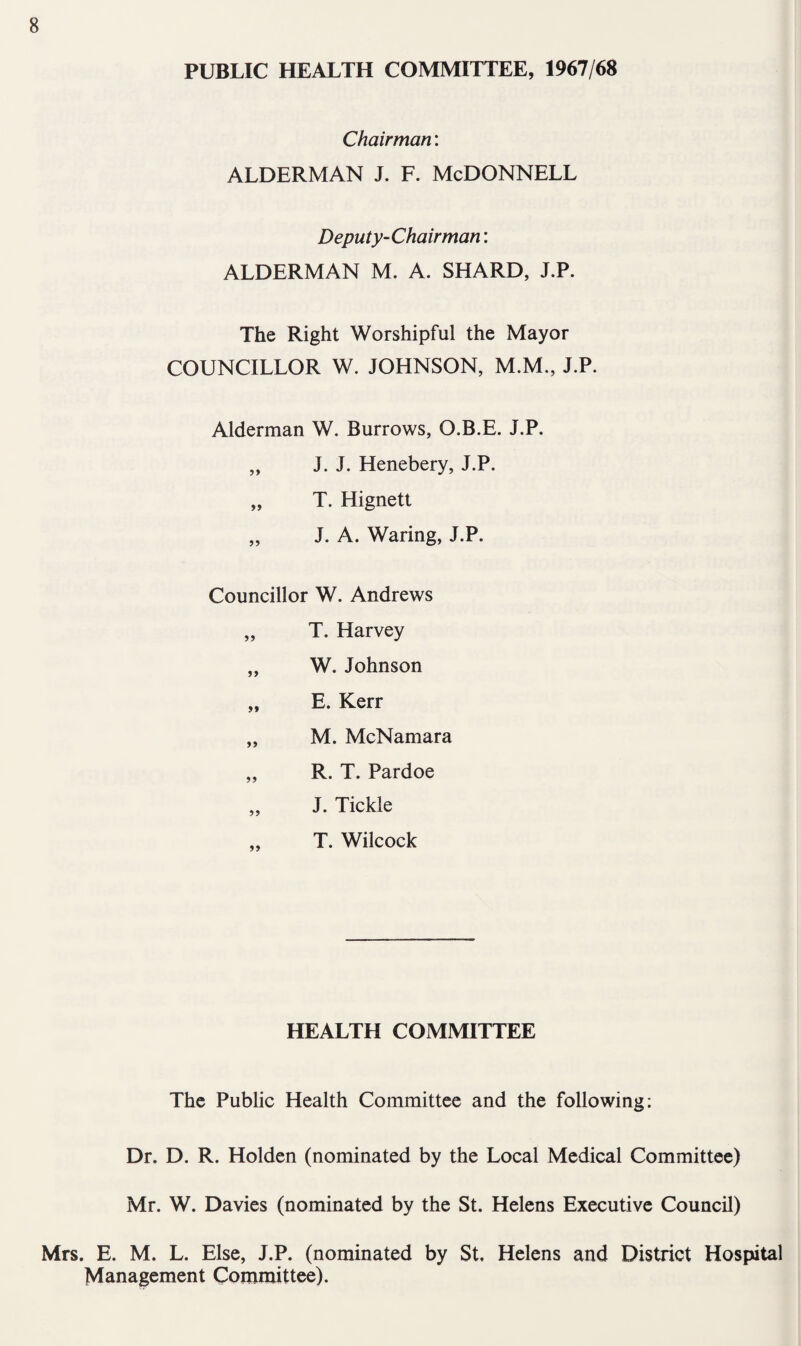 8
PUBLIC HEALTH COMMITTEE, 1967/68
Chairman:
ALDERMAN J. F. McDONNELL
Deputy-Chairman:
ALDERMAN M. A. SHARD, J.P.
The Right Worshipful the Mayor
COUNCILLOR W. JOHNSON, M.M., J.P.
Alderman W. Burrows, O.B.E. J.P.
„ J. J. Henebery, J.P.
„ T. Hignett
„ J. A. Waring, J.P.
Councillor W. Andrews
„ T. Harvey
„ W. Johnson
„ E. Kerr
„ M. McNamara
„ R. T. Pardoe
„ J. Tickle
„ T. Wilcock
HEALTH COMMITTEE
The Public Health Committee and the following:
Dr. D. R. Holden (nominated by the Local Medical Committee)
Mr. W. Davies (nominated by the St. Helens Executive Council)
Mrs. E. M. L. Else, J.P. (nominated by St. Helens and District Hospital
Management Committee).